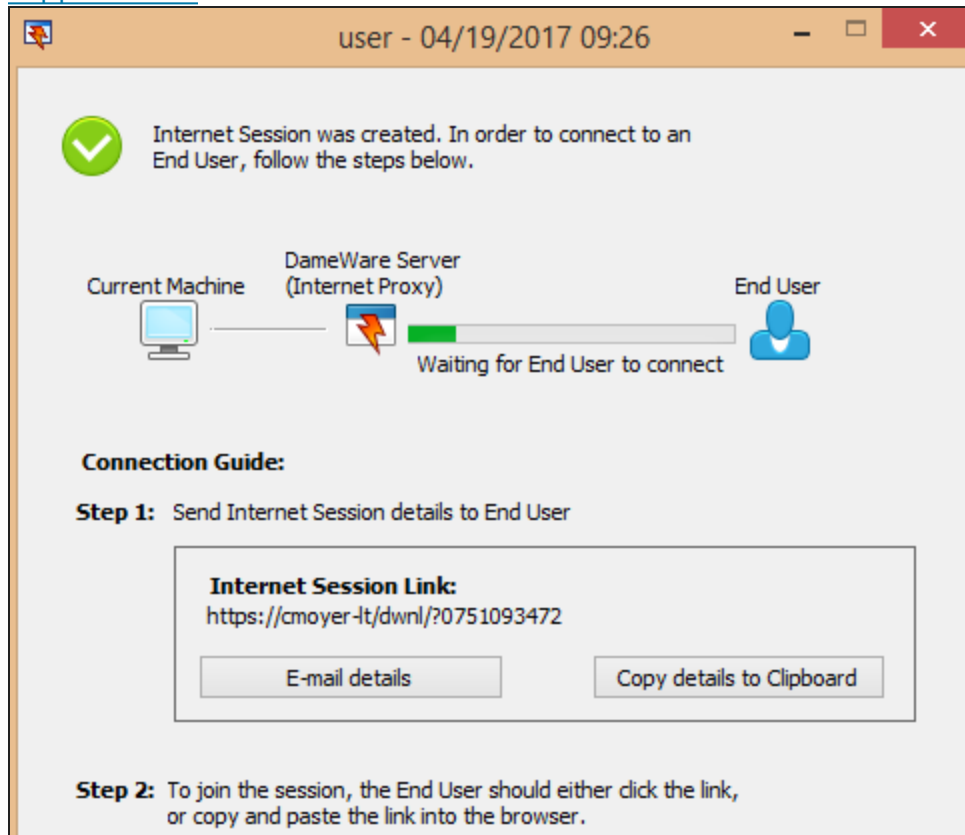 user - 04/19/2017 09:26
Internet Session was created. In order to connect to an
End User, follow the steps below.
DameWare Server
Current Machine (Internet Proxy) End User
Waiting for End User to connect
Connection Guide:
Step 1: Send Internet Session details to End User
Internet Session Link:
https://cmoyer-lt/dwnl/?0751093472
E-mail details Copy details to Clipboard
Step 2: To join the session, the End User should either click the link,
or copy and paste the link into the browser.